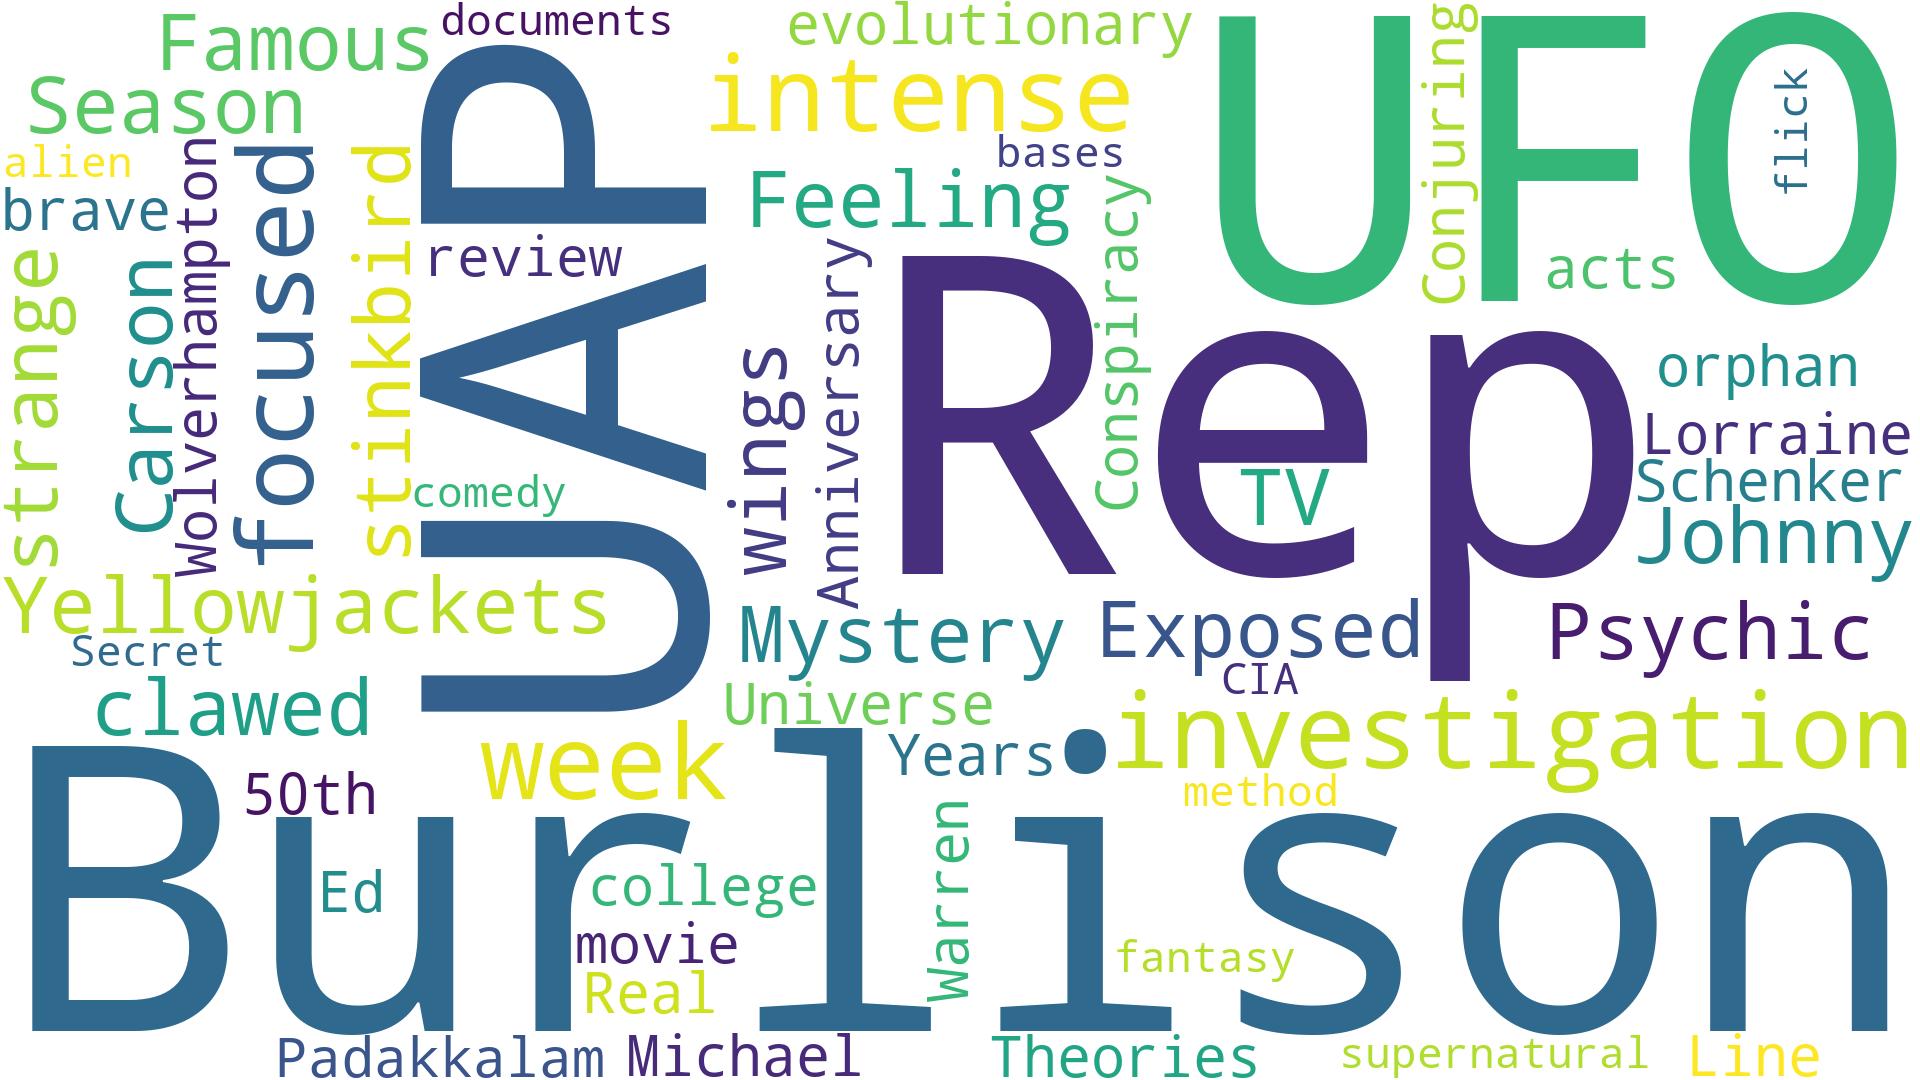 documents
evolutionary
Famous
UFO
Season
intense
Conjuring
flick
alien
bases
brave
Wolverhampton
focused
stinkbird
UAP
Feeling
Conspiracy
review
acts
strange
Carson
wings
Anniversary
Rep
orphan
Lorraine
comedy
TV
Schenker
Johnny
Yellowjackets
Mystery
Exposed
Psychic
Secret
CIA
clawed
Universe
investigation
week
Years
50th
method
Burlison
Ed
college
Warren
movie
fantasy
Real
Padakkalam
Michael
Theories
supernatural
Line